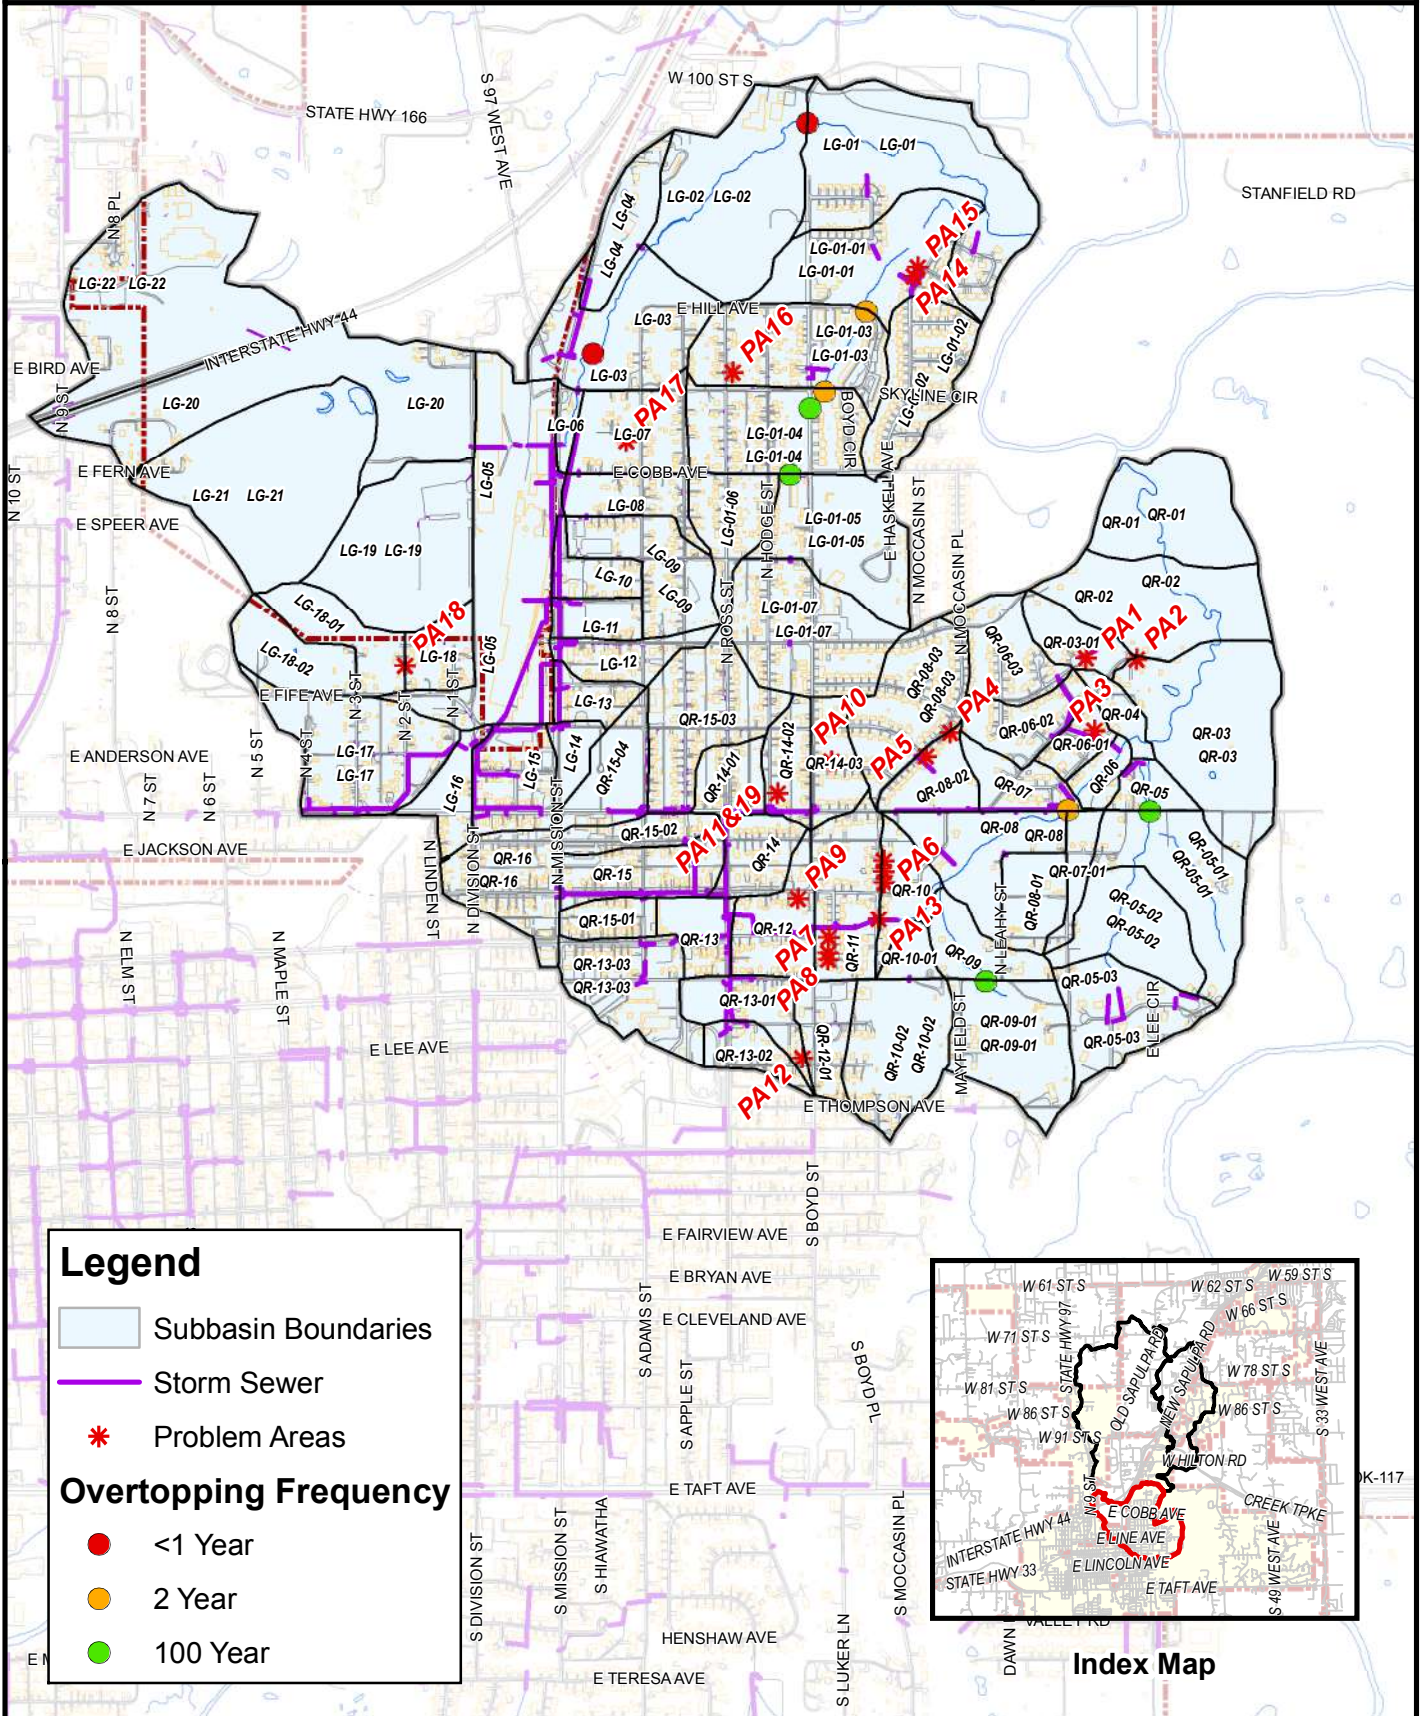 W 100 ST S
STATE HWY 166
S 97 WEST AVE
STANFIELD RD
N 8 PL
LG-01 LG-01
LG-02 LG-02
LG-04
LG-04
PA15
LG-01-01
LG-01-01
PA14
LG-22 LG-22
INTERSTATE HWY 44
E HILL AVE
LG-03
PA16
LG-01-03
LG-01-03
LG-01-02
E BIRD AVE
LG-03
PA17
SKYLINE CIR
LG-20
LG-20
N 9 ST
LG-06
LG-07
BOYD CIR
LG-01-04
LG-01-04
E FERN AVE
E COBB AVE
LG-05
N 10 ST
LG-21 LG-21
LG-08
LG-01-06
N HODGE ST
E HASKELL AVE
N MOCCASIN ST
E SPEER AVE
LG-01-05
LG-01-05
QR-01 QR-01
LG-19 LG-19
LG-09
LG-09
LG-10
N MOCCASIN PL
QR-02
QR-02
N 8 ST
LG-18-01
PA18
LG-11
N ROSS ST
LG-01-07
LG-01-07
QR-06-03
QR-03-01
PA1
PA2
LG-18
LG-18-02
LG-05
LG-12
QR-08-03
QR-08-03
E FIFE AVE
N 3 ST
N 2 ST
N 1 ST
LG-13
QR-15-03
PA10
PA4
PA3
QR-04
QR-06-02
QR-06-01
QR-03
QR-03
E ANDERSON AVE
N 5 ST
N 4 ST
LG-17
LG-17
LG-14
LG-15
QR-15-04
QR-14-01
QR-14-02
QR-14-03
PA5
QR-06
N 7 ST
N 6 ST
LG-16
QR-08-02
QR-07
QR-05
PA11&19
E JACKSON AVE
N LINDEN ST
N DIVISION ST
N MISSION ST
QR-15-02
QR-14
QR-08
QR-08
QR-16
QR-16
QR-15
PA9
PA6
QR-10
QR-07-01
QR-05-01
QR-05-01
QR-08-01
QR-15-01
QR-12
PA13
QR-05-02
QR-05-02
N ELM ST
N MAPLE ST
QR-13
PA7
QR-11
QR-10-01
QR-09
N LEAHY ST
QR-13-03
QR-13-03
PA8
QR-05-03
QR-13-01
MAYFIELD ST
QR-09-01
QR-09-01
QR-05-03
E LEE CIR
E LEE AVE
QR-13-02
QR-12-01
QR-10-02
QR-10-02
PA12
E THOMPSON AVE
S BOYD ST
E FAIRVIEW AVE
E BRYAN AVE
E CLEVELAND AVE
S ADAMS ST
S APPLE ST
S BOYD PL
E TAFT AVE
S DIVISION ST
S MISSION ST
S HIAWATHA
S MOCCASIN PL
HENSHAW AVE
E TERESA AVE
S LUKER LN
Legend
Subbasin Boundaries
Storm Sewer
Problem Areas
Overtopping Frequency
<1 Year
2 Year
100 Year
W 61 ST S
W 62 ST S
W 59 ST S
W 66 ST S
STATE HWY 97
W 71 ST S
OLD SAPULPA RD
NEW SAPULPA RD
W 78 ST S
W 81 ST S
W 86 ST S
W 86 ST S
S 33 WEST AVE
W 91 ST S
W HILTON RD
N 9 ST
E COBB AVE
CREEK TPKE
INTERSTATE HWY 44
E LINE AVE
E LINCOLN AVE
STATE HWY 33
E TAFT AVE
S 49 WEST AVE
OK-117
VALLEY RD
DAWN
Index Map